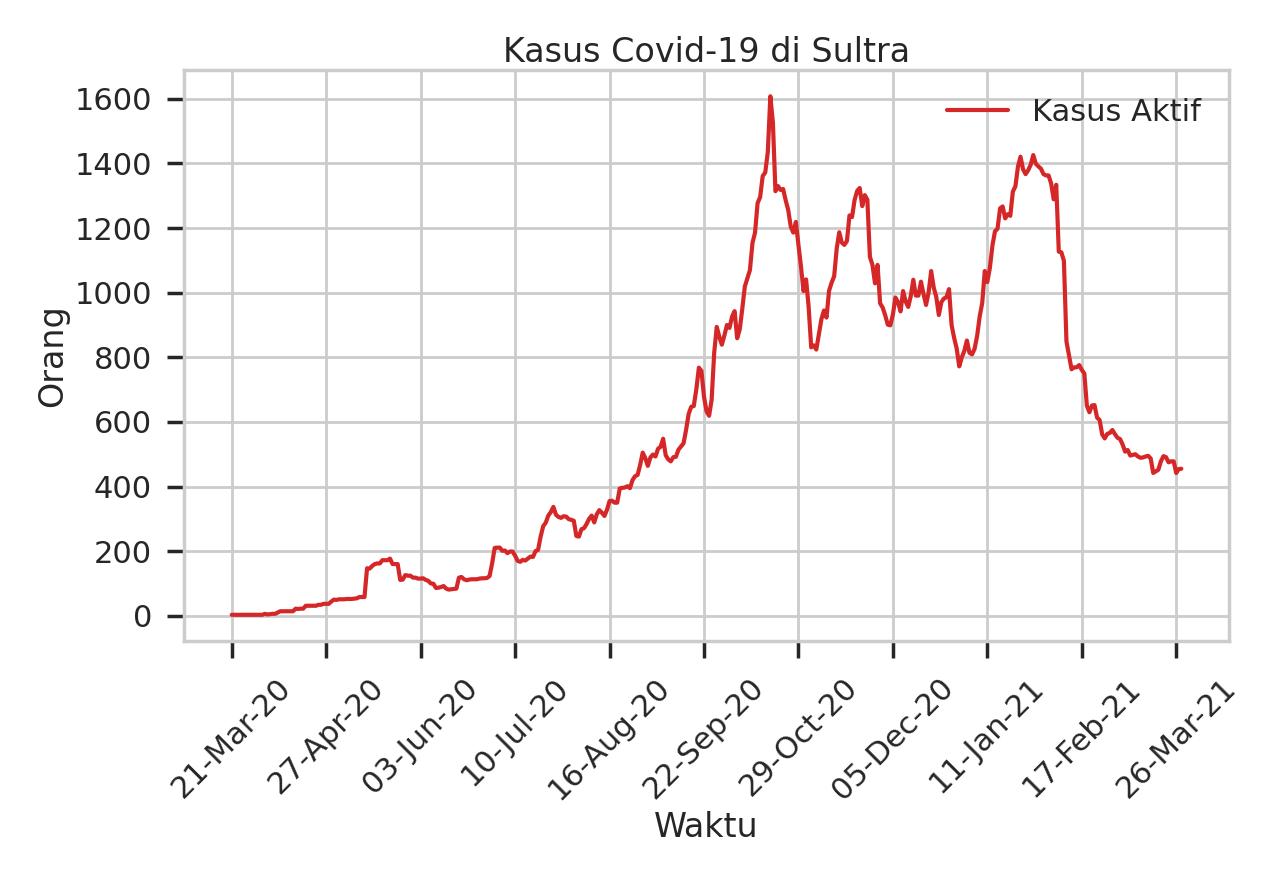 Kasus Covid-19 di Sultra
Kasus Aktif
Orang
1600
1400
1200
1000
800
600
400
200
0
21-Mar-20
27-Apr-20
03-Jun-20
10-Jul-20
16-Aug-20
22-Sep-20
29-Oct-20
05-Dec-20
11-Jan-21
17-Feb-21
26-Mar-21
Waktu